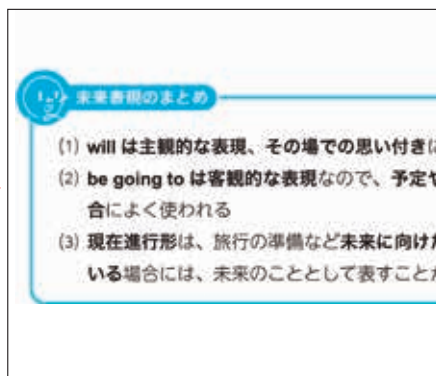 未来表現のまとめ
(1) will は主観的な表現、その場での思い付きに
(2) be going to は客観的な表現なので、予定や
合によく使われる
(3) 現在進行形は、旅行の準備など未来に向けた
いる場合には、未来のこととして表すことが